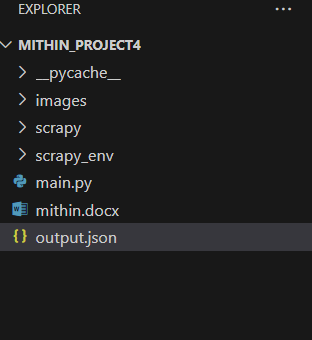 EXPLORER
MITHIN_PROJECT4
__pycache__
images
scrapy
scrapy_env
main.py
mithin.docx
output.json